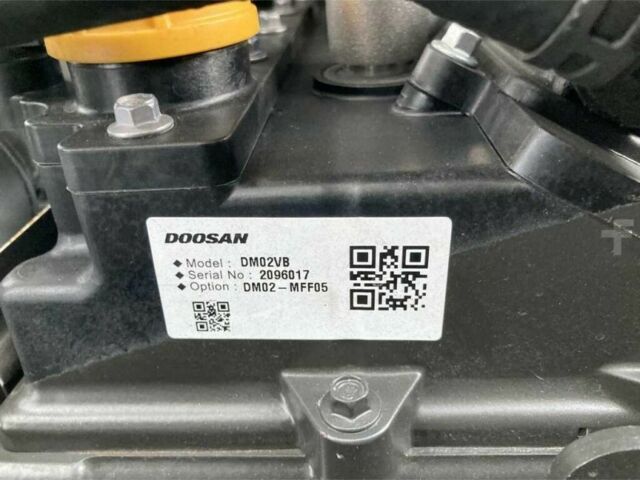 DOOSAN
◆ Model : DM02VB
◆ Serial No : 2096017
◆ Option : DM02-MFF05